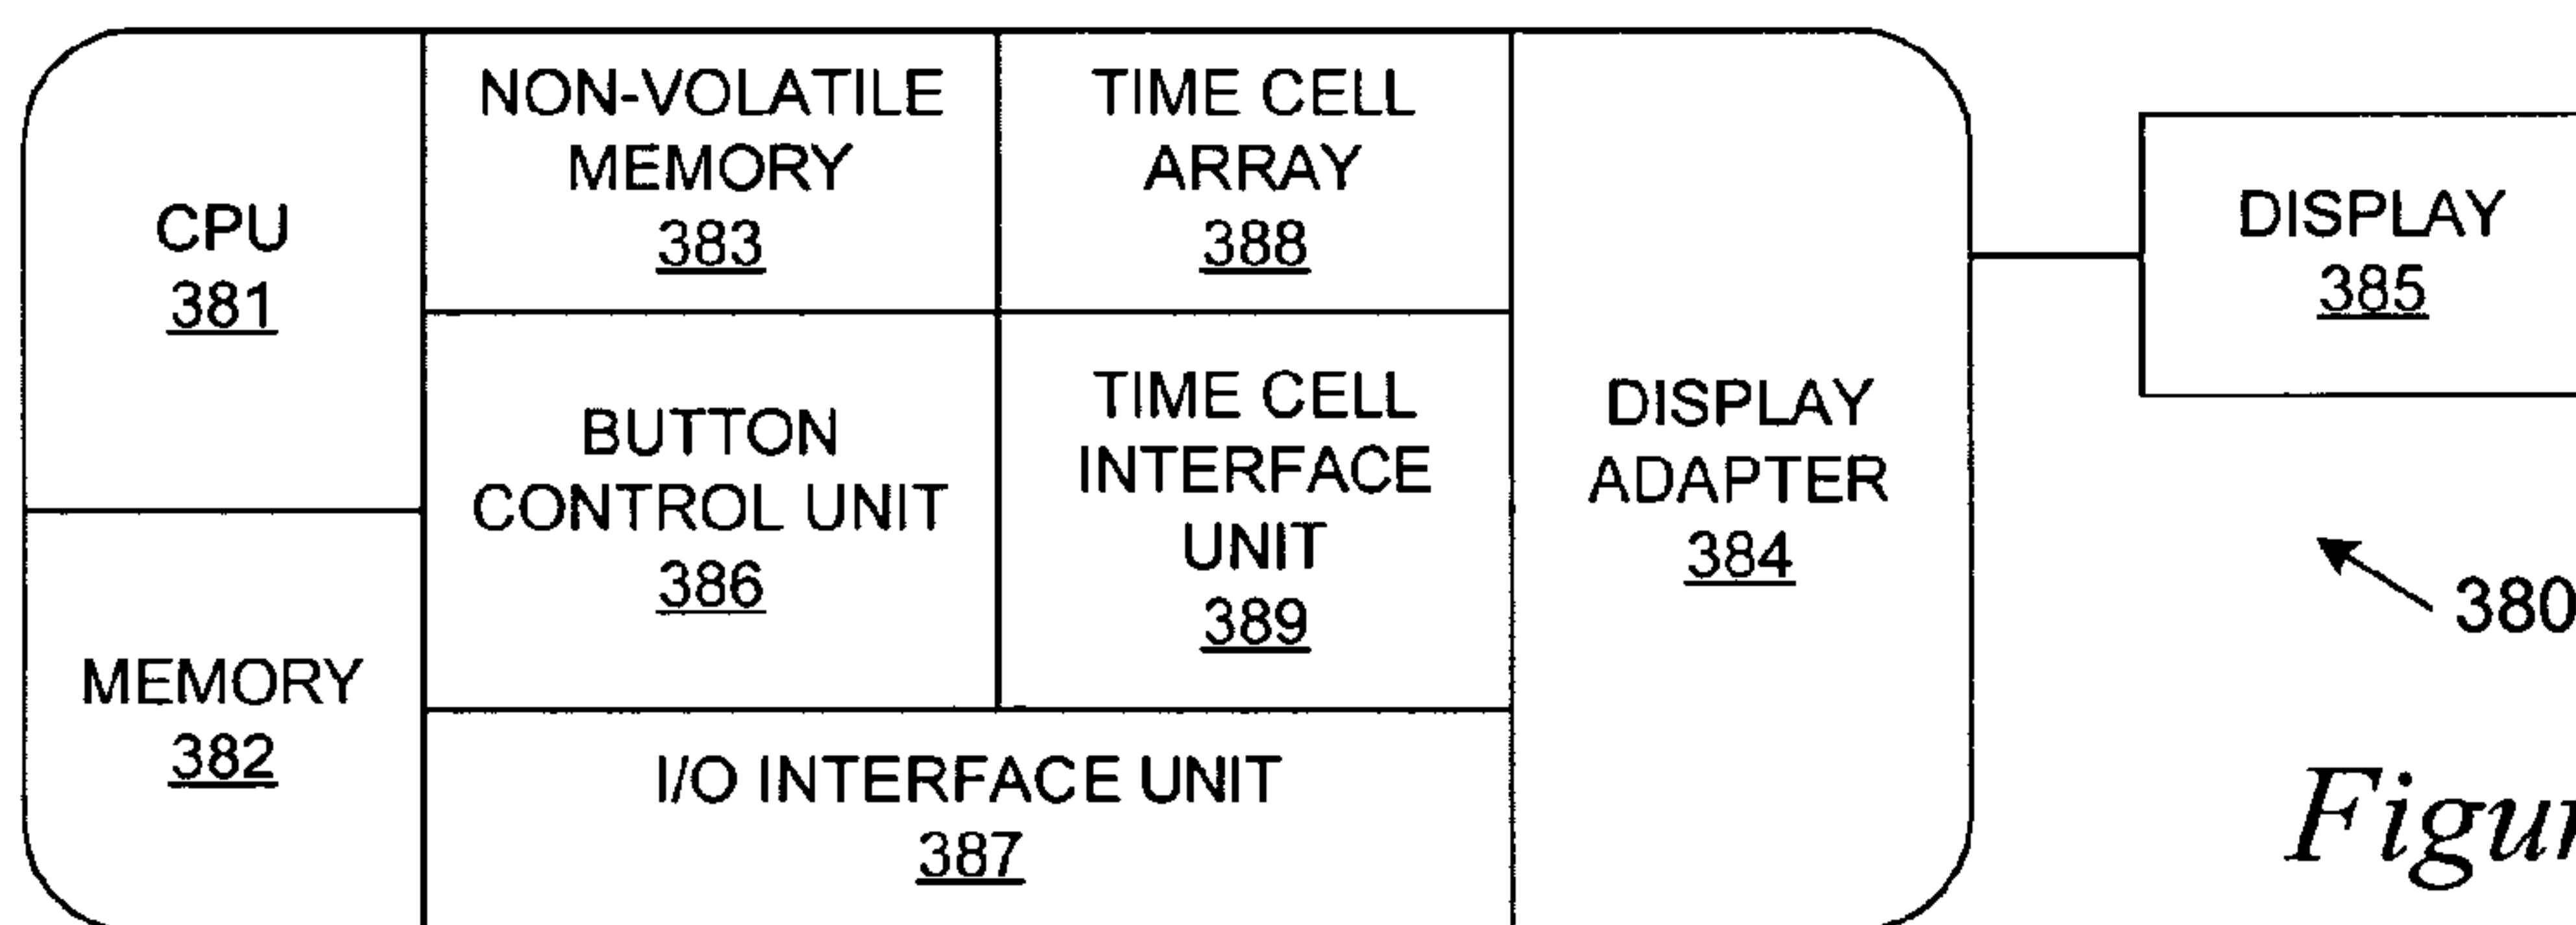 CPU
381
MEMORY
382
NON-VOLATILE
MEMORY
383
TIME CELL
ARRAY
388
BUTTON
CONTROL UNIT
386
TIME CELL
INTERFACE
UNIT
389
I/O INTERFACE UNIT
387
DISPLAY
ADAPTER
384
DISPLAY
385
380